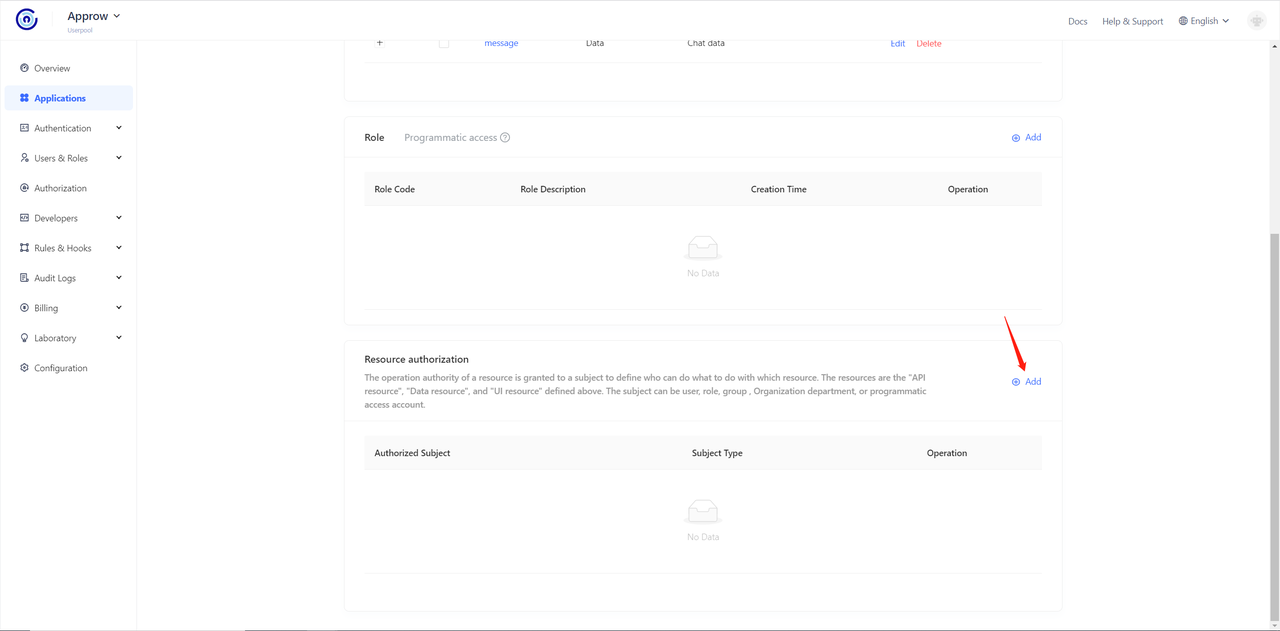 Approw
Userpool
Docs
Help & Support
English
Overview
Applications
Authentication
Users & Roles
Authorization
Developers
Rules & Hooks
Audit Logs
Billing
Laboratory
Configuration
+ message Data Chat data Edit Delete
Role Programmatic access ? Add
Role Code Role Description Creation Time Operation
No Data
Resource authorization
The operation authority of a resource is granted to a subject to define who can do what to do with which resource. The resources are the "API
resource", "Data resource", and "UI resource" defined above. The subject can be user, role, group , Organization department, or programmatic
access account.
Add
Authorized Subject Subject Type Operation
No Data